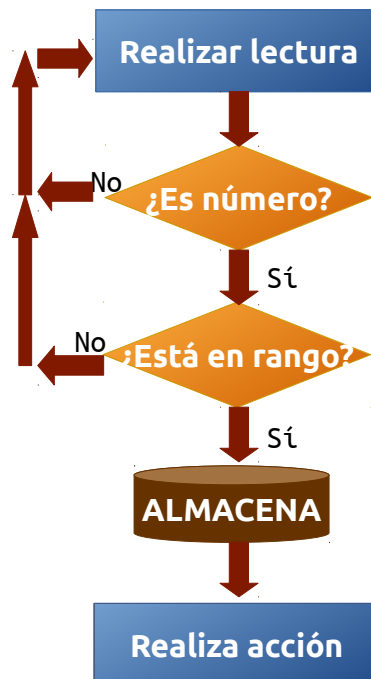 Realizar lectura
No
¿Es número?
Sí
No
¿Está en rango?
Sí
ALMACENA
Realiza acción